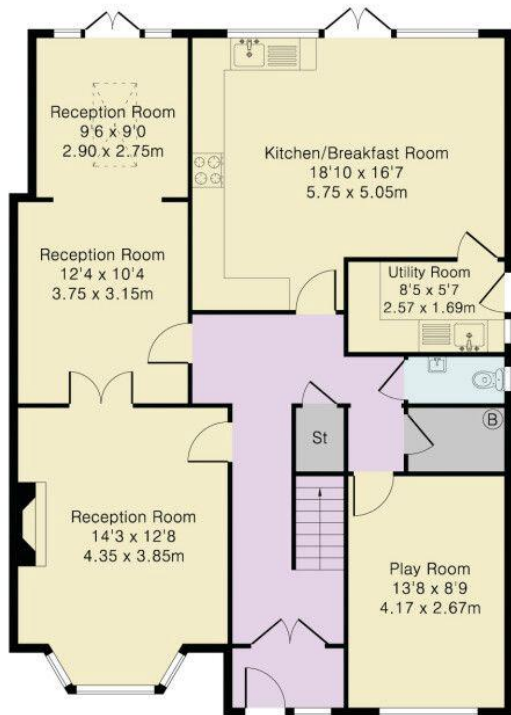 Reception Room
9'6 x 9'0
2.90 x 2.75m
Kitchen/Breakfast Room
18'10 x 16'7
5.75 x 5.05m
Reception Room
12'4 x 10'4
3.75 x 3.15m
Utility Room
8'5 x 5'7
2.57 x 1.69m
B
St
Reception Room
14'3 x 12'8
4.35 x 3.85m
Play Room
13'8 x 8'9
4.17 x 2.67m